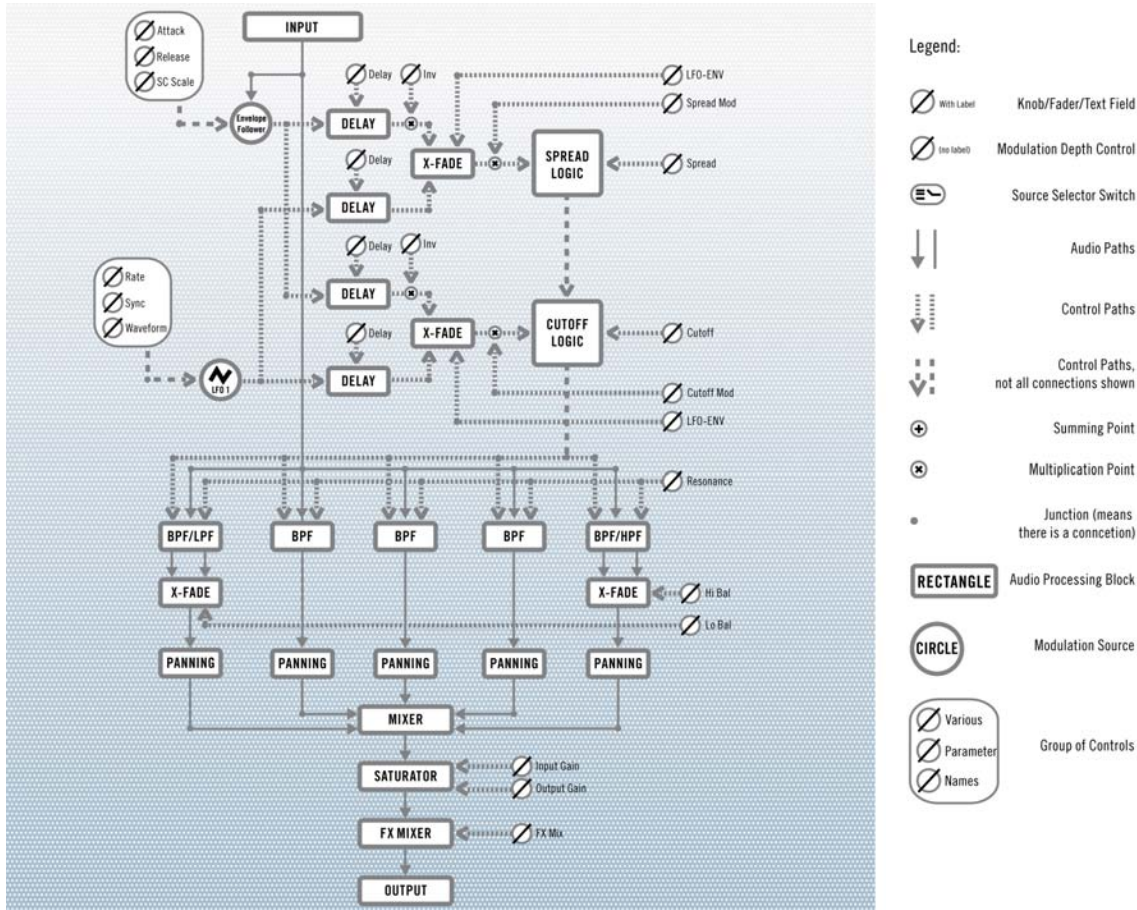 INPUT
Attack
Release
SC Scale
Envelope
Follower
Delay
Inv
LFO-ENV
Spread Mod
DELAY
X-FADE
SPREAD
LOGIC
Spread
Delay
DELAY
Delay
Inv
DELAY
Rate
Sync
Waveform
LFO 1
Delay
DELAY
X-FADE
CUTOFF
LOGIC
Cutoff
Cutoff Mod
LFO-ENV
Resonance
BPF/LPF
BPF
BPF
BPF
BPF/HPF
X-FADE
X-FADE
Hi Bal
Lo Bal
PANNING
PANNING
PANNING
PANNING
PANNING
MIXER
SATURATOR
Input Gain
Output Gain
FX MIXER
FX Mix
OUTPUT
Legend:
With Label
Knob/Fader/Text Field
(no label)
Modulation Depth Control
Source Selector Switch
Audio Paths
Control Paths
Control Paths,
not all connections shown
Summing Point
Multiplication Point
Junction (means
there is a conncetion)
RECTANGLE
Audio Processing Block
CIRCLE
Modulation Source
Various
Parameter
Names
Group of Controls